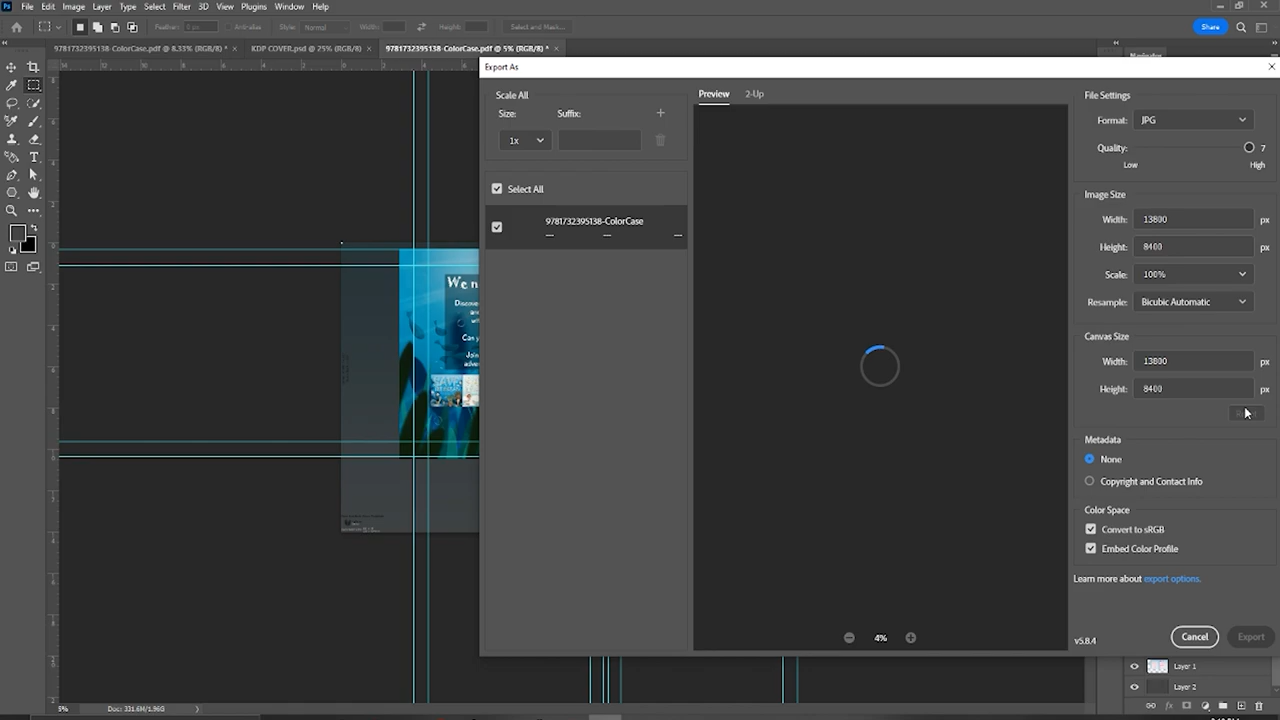 File Edit Image Layer Type Select Filter 3D View Plugins Window Help
Feather: 0 px Anti-alias Style: Normal Width: Height: Select and Mask... Share
9781732395138-ColorCase.pdf @ 8.33% (RGB/8) * × KDP COVER.psd @ 25% (RGB/8) × 9781732395138-ColorCase.pdf @ 5% (RGB/8) * ×
Export As
Scale All
Size: Suffix:
1x
Select All
9781732395138-ColorCase
Preview 2-Up
4%
File Settings
Format: JPG
Quality: 7
Low High
Image Size
Width: 13800 px
Height: 8400 px
Scale: 100%
Resample: Bicubic Automatic
Canvas Size
Width: 13800 px
Height: 8400 px
Metadata
None
Copyright and Contact Info
Color Space
Convert to sRGB
Embed Color Profile
Learn more about export options.
v5.8.4 Cancel Export
We n
Discove
Can y
Join
adve
Layer 1
Layer 2
5% Doc: 331.6M/1.96G